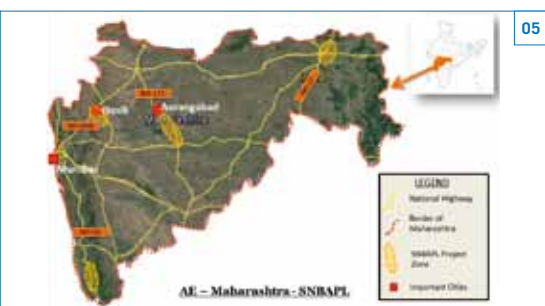 05
Nasik
Aurangabad
Mumbai
LEGEND
National Highway
Border of
Maharashtra
SNBAPL Project
Zone
Important Cities
AE – Maharashtra - SNBAPL